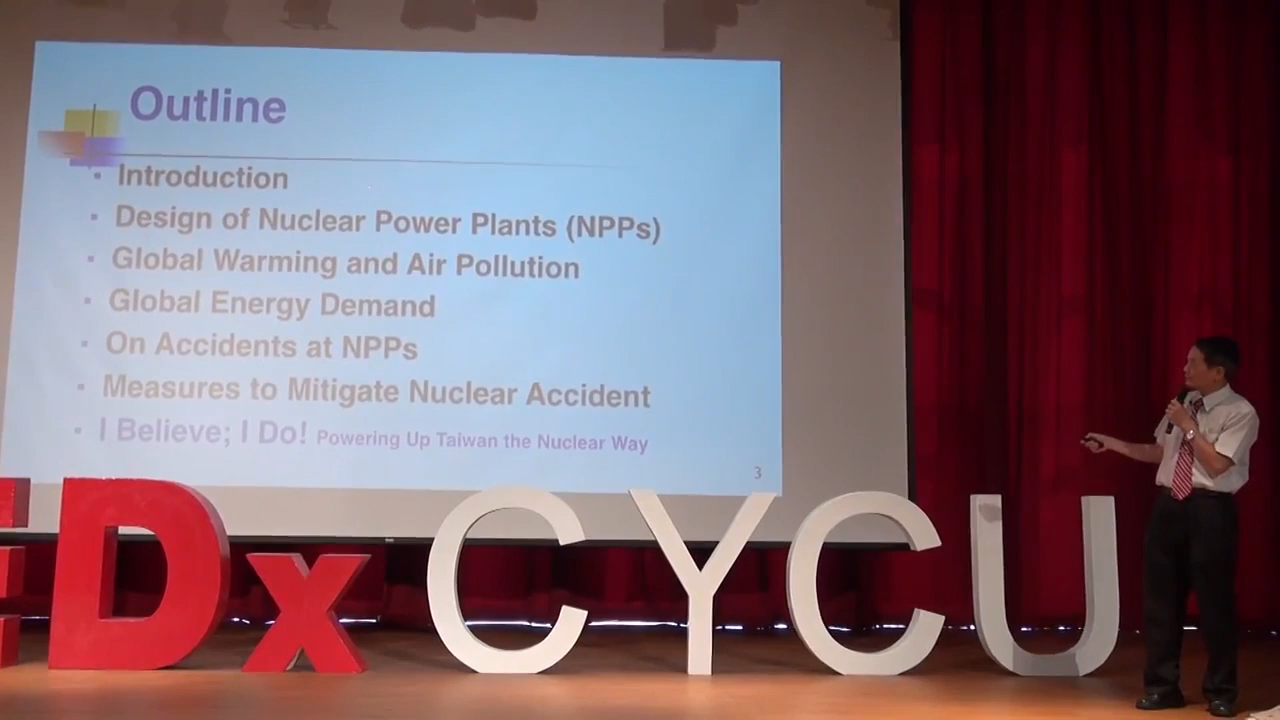 Outline
Introduction
Design of Nuclear Power Plants (NPPs)
Global Warming and Air Pollution
Global Energy Demand
On Accidents at NPPs
Measures to Mitigate Nuclear Accident
I Believe; I Do! Powering Up Taiwan the Nuclear Way
3
EDx CYCU